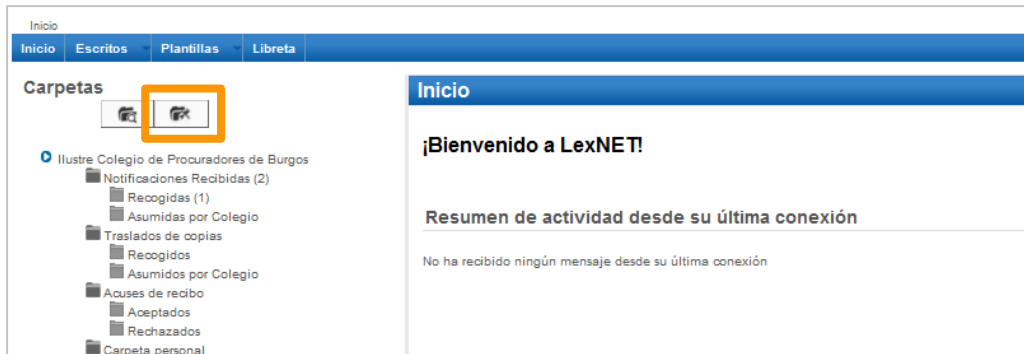 Inicio
Inicio Escritos Plantillas Libreta
Carpetas
Ilustre Colegio de Procuradores de Burgos
Notificaciones Recibidas (2)
Recogidas (1)
Asumidas por Colegio
Traslados de copias
Recogidos
Asumidos por Colegio
Acuses de recibo
Aceptados
Rechazados
Carpeta personal
Inicio
¡Bienvenido a LexNET!
Resumen de actividad desde su última conexión
No ha recibido ningún mensaje desde su última conexión